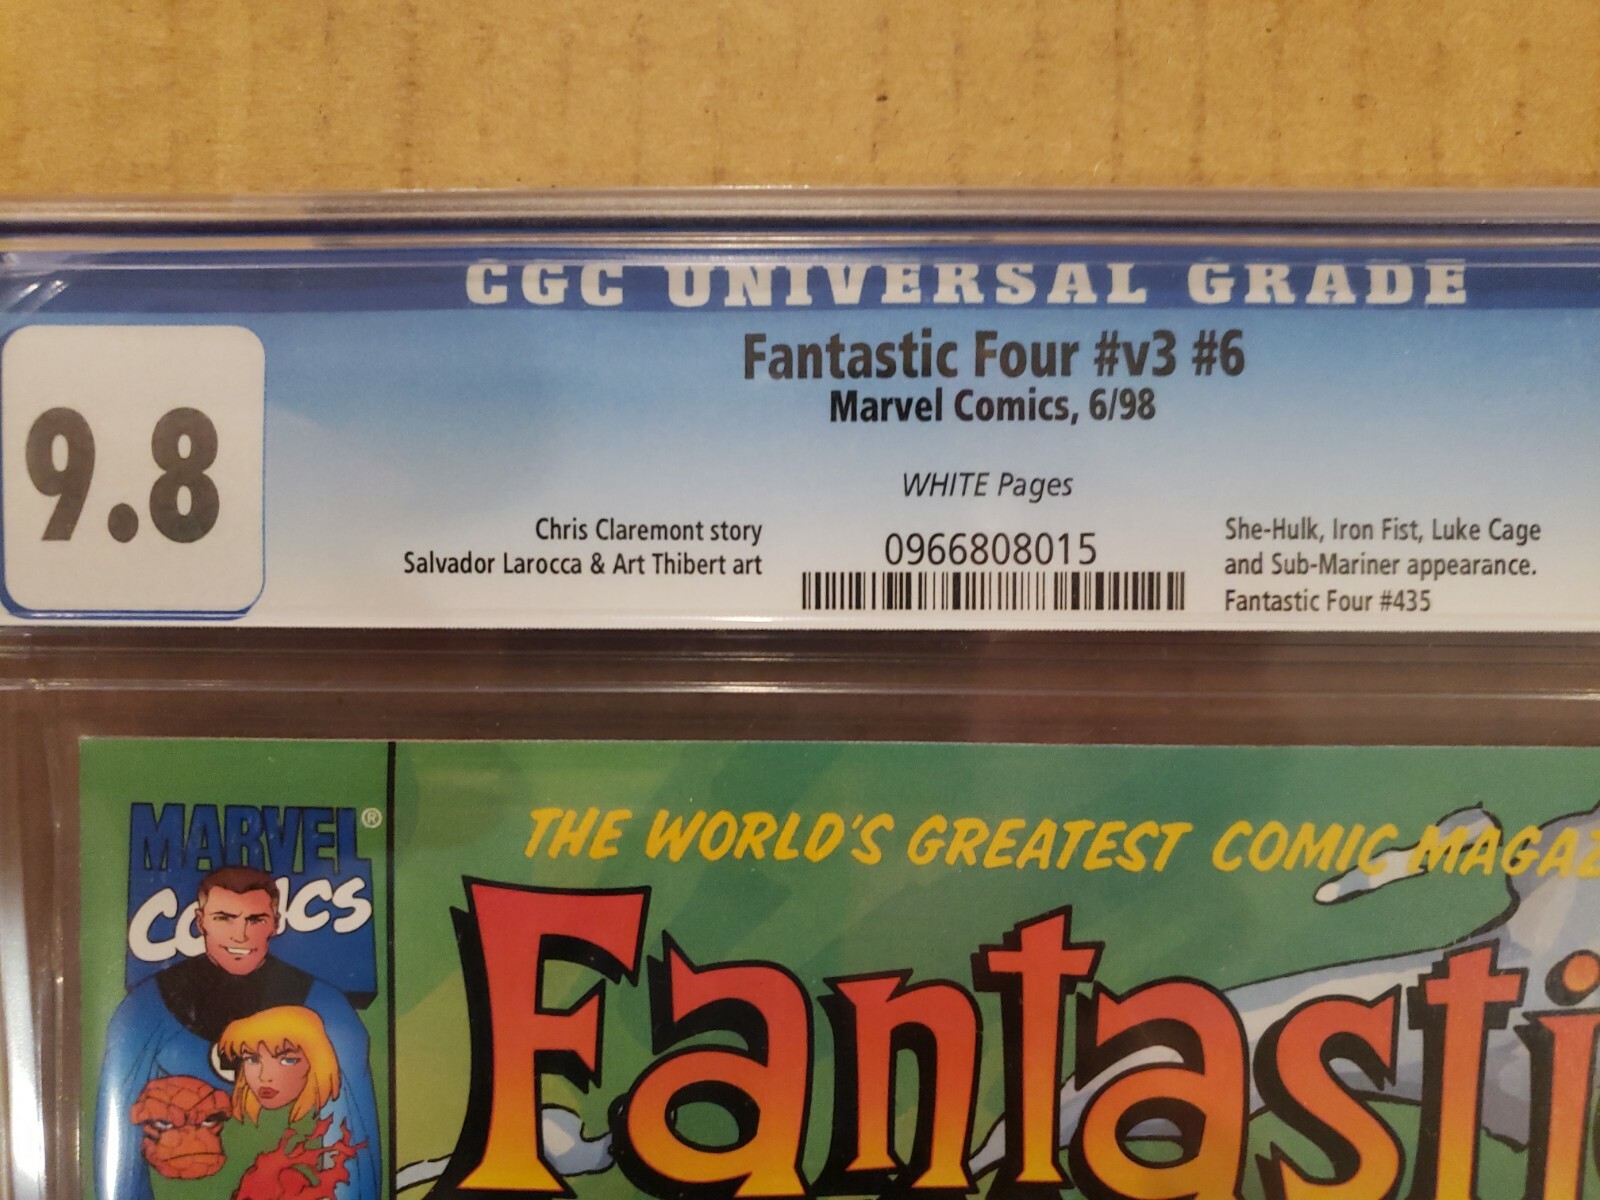 CGC UNIVERSAL GRADE
9.8
Fantastic Four #v3 #6
Marvel Comics, 6/98
WHITE Pages
Chris Claremont story
Salvador Larocca & Art Thibert art
0966808015
She-Hulk, Iron Fist, Luke Cage
and Sub-Mariner appearance.
Fantastic Four #435
MARVEL®
COMICS
THE WORLD'S GREATEST COMIC MAGAZ
Fantasti